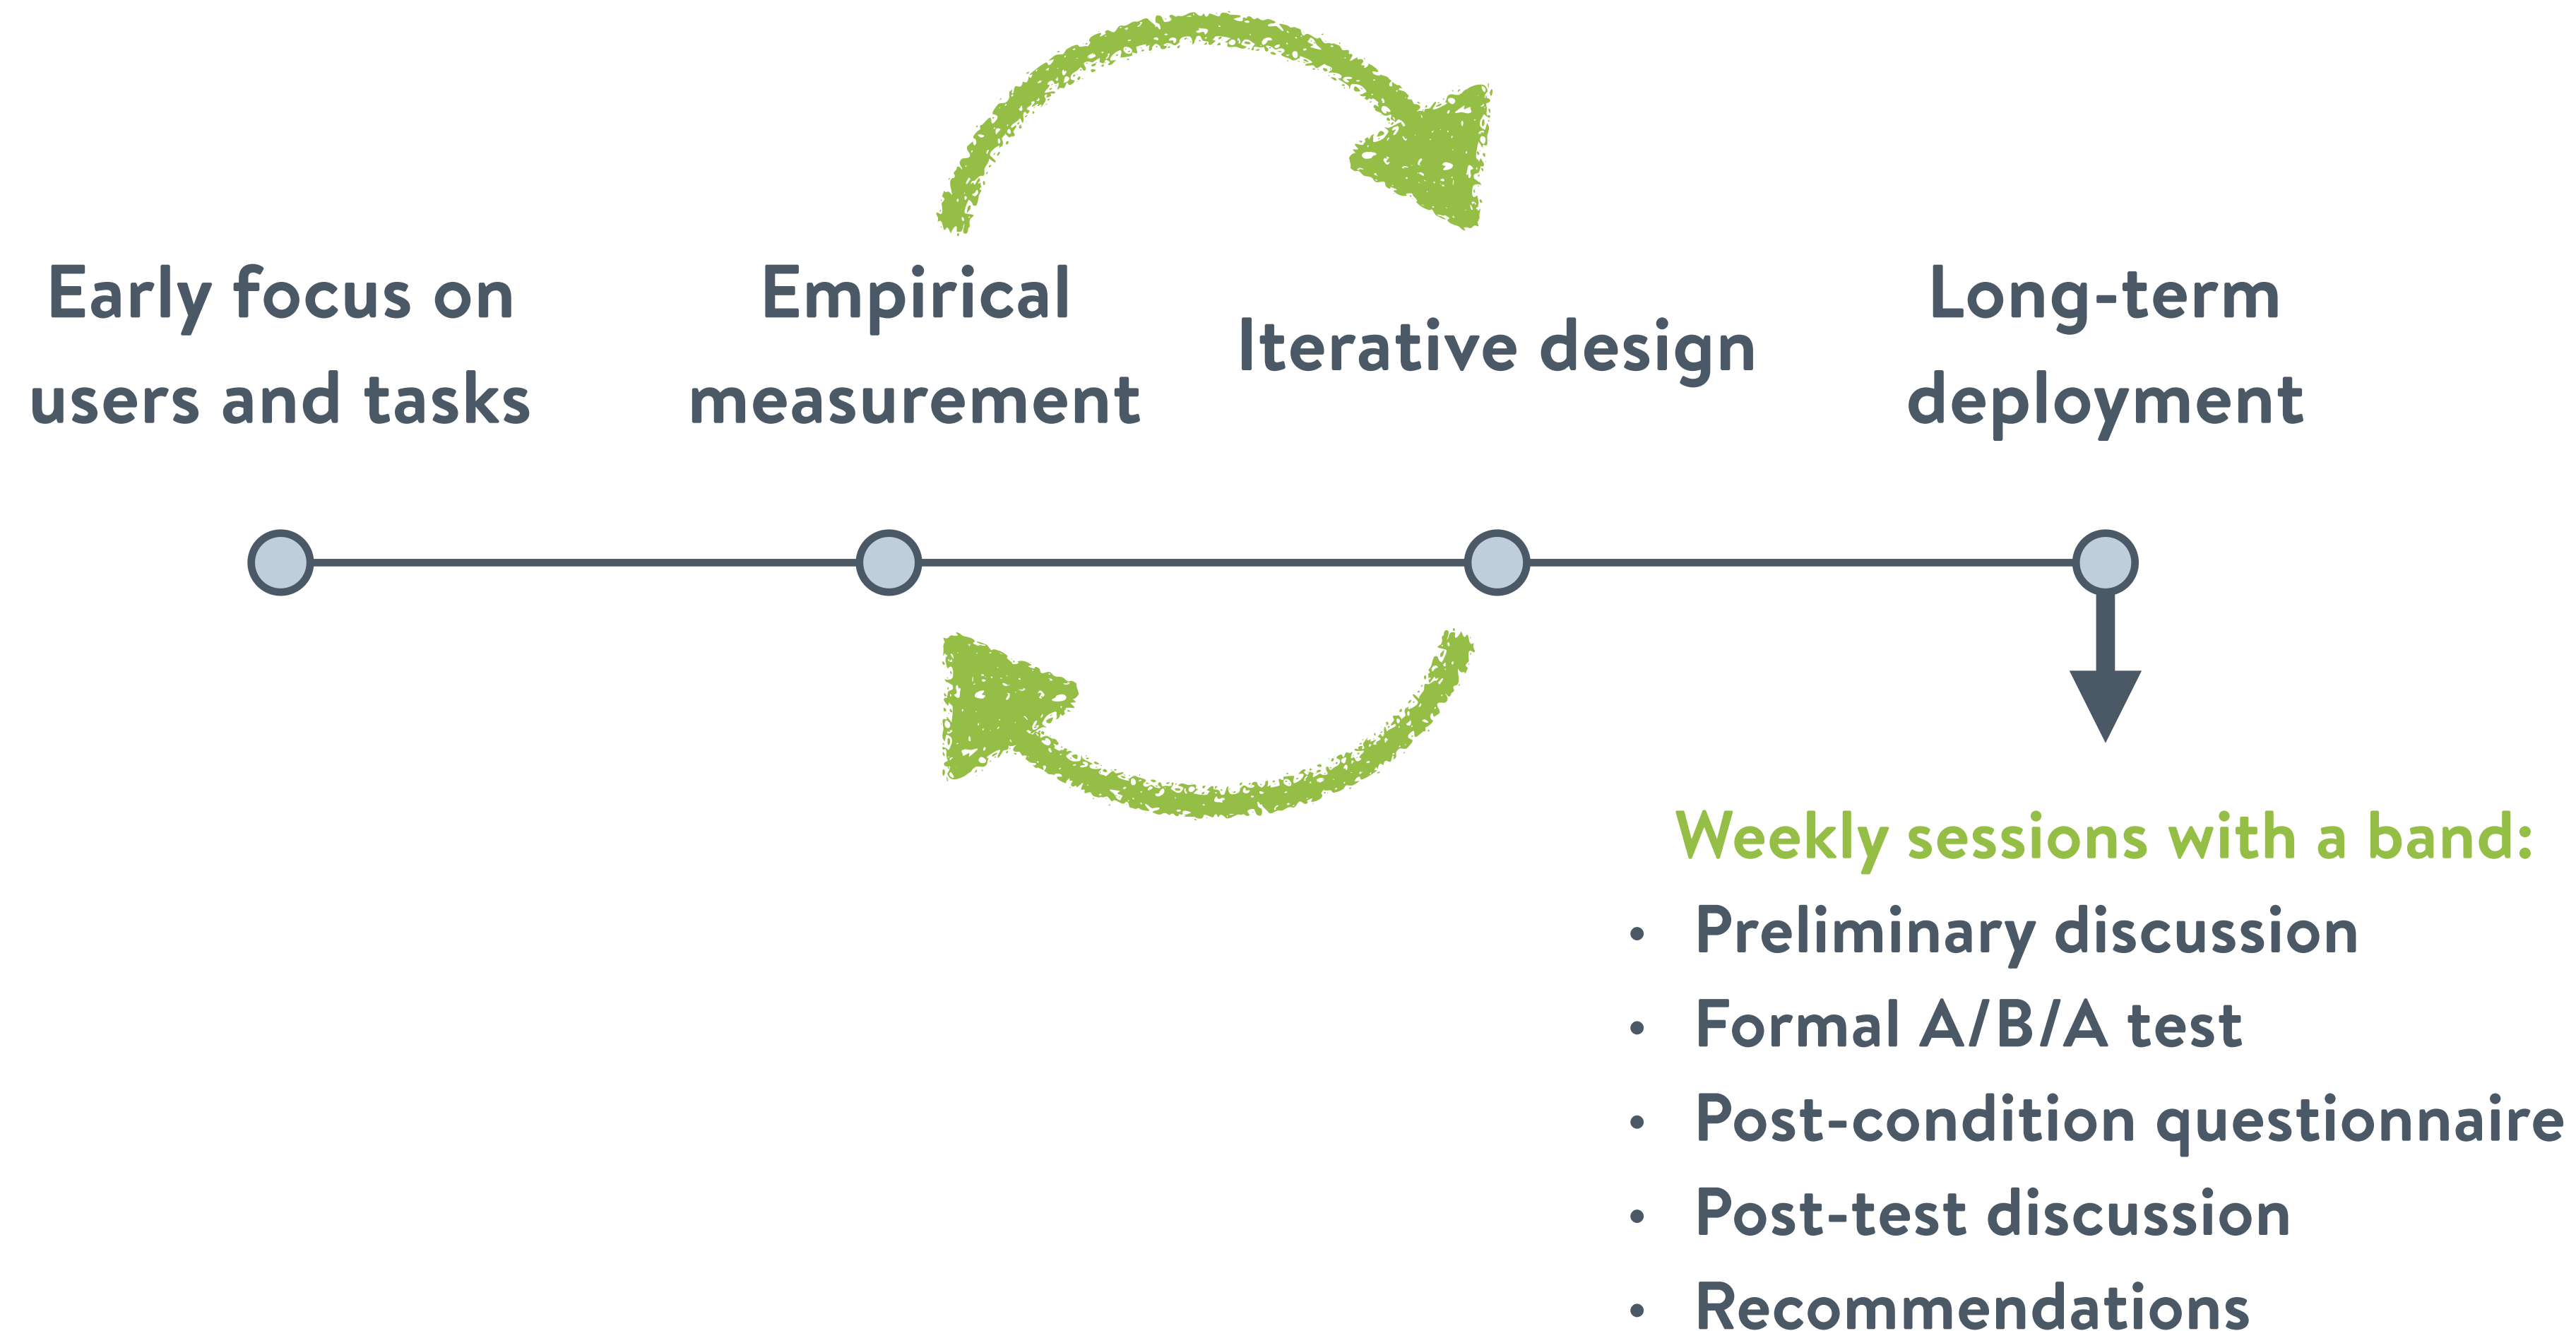 Early focus on
users and tasks
Empirical
measurement
Iterative design
Long-term
deployment
Weekly sessions with a band:
• Preliminary discussion
• Formal A/B/A test
• Post-condition questionnaire
• Post-test discussion
• Recommendations